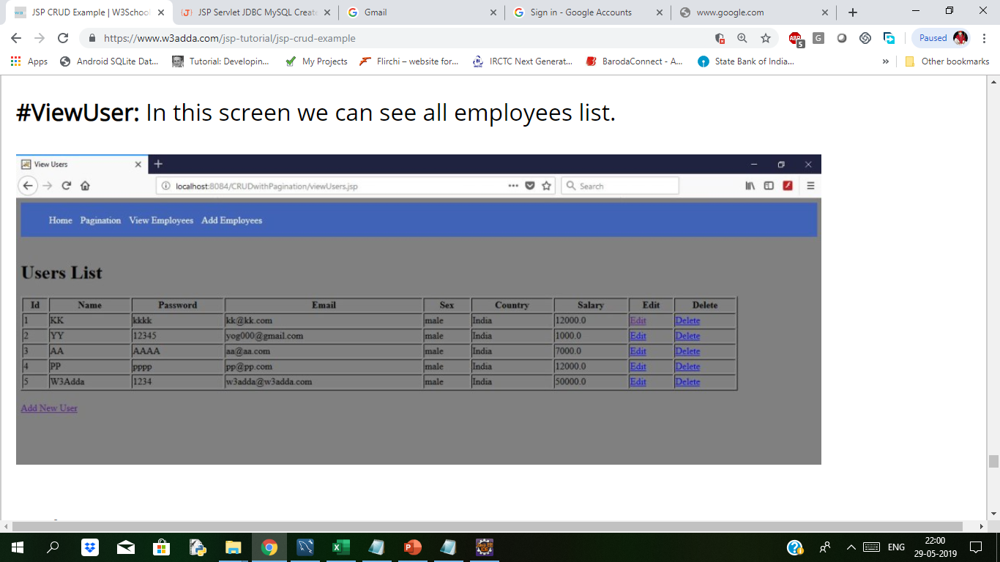 JSP CRUD Example | W3School
JSP Servlet JDBC MySQL Create
Gmail
Sign in - Google Accounts
www.google.com
https://www.w3adda.com/jsp-tutorial/jsp-crud-example
ABP
5
G
Paused
Apps
Android SQLite Dat...
Tutorial: Developin...
My Projects
Flirchi – website for...
IRCTC Next Generat...
BarodaConnect - A...
State Bank of India...
»
Other bookmarks
#ViewUser: In this screen we can see all employees list.
View Users
localhost:8084/CRUDwithPagination/viewUsers.jsp
Search
Home Pagination View Employees Add Employees
Users List
Id Name Password Email Sex Country Salary Edit Delete
1 KK kkkk kk@kk.com male India 12000.0 Edit Delete
2 YY 12345 yog000@gmail.com male India 1000.0 Edit Delete
3 AA AAAA aa@aa.com male India 7000.0 Edit Delete
4 PP pppp pp@pp.com male India 12000.0 Edit Delete
5 W3Adda 1234 w3adda@w3adda.com male India 50000.0 Edit Delete
Add New User
ENG
22:00
29-05-2019